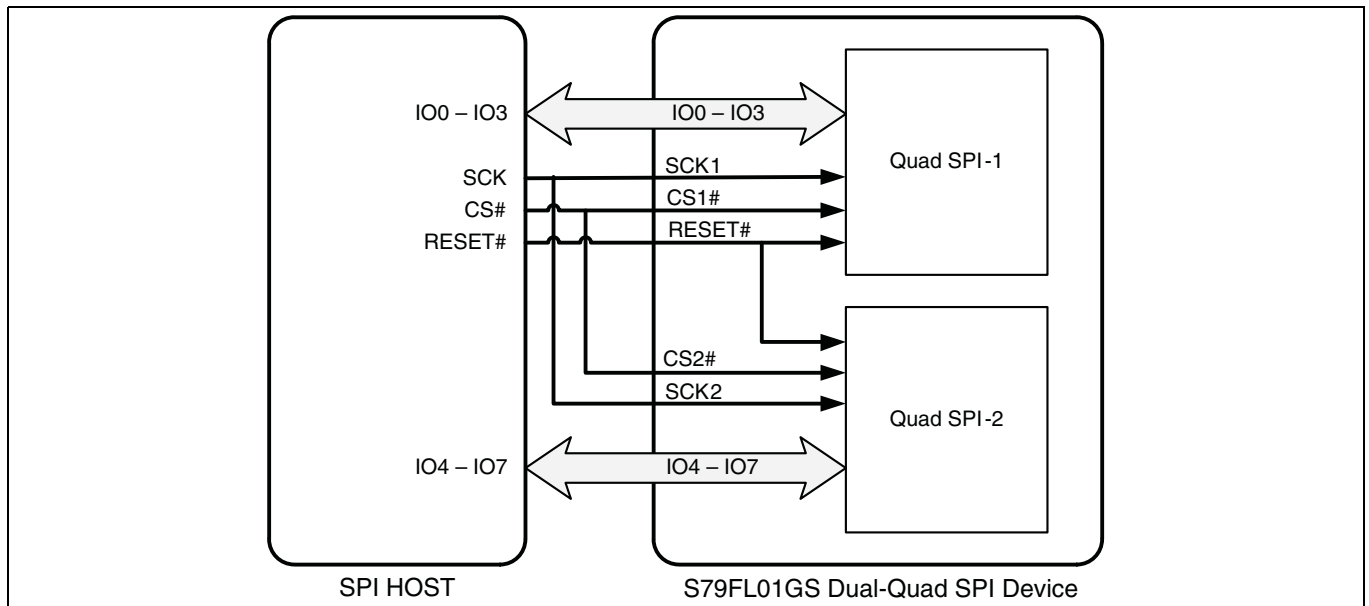 IO0 – IO3
IO0 – IO3
Quad SPI-1
SCK
SCK1
CS#
CS1#
RESET#
RESET#
CS2#
SCK2
Quad SPI-2
IO4 – IO7
IO4 – IO7
SPI HOST
S79FL01GS Dual-Quad SPI Device